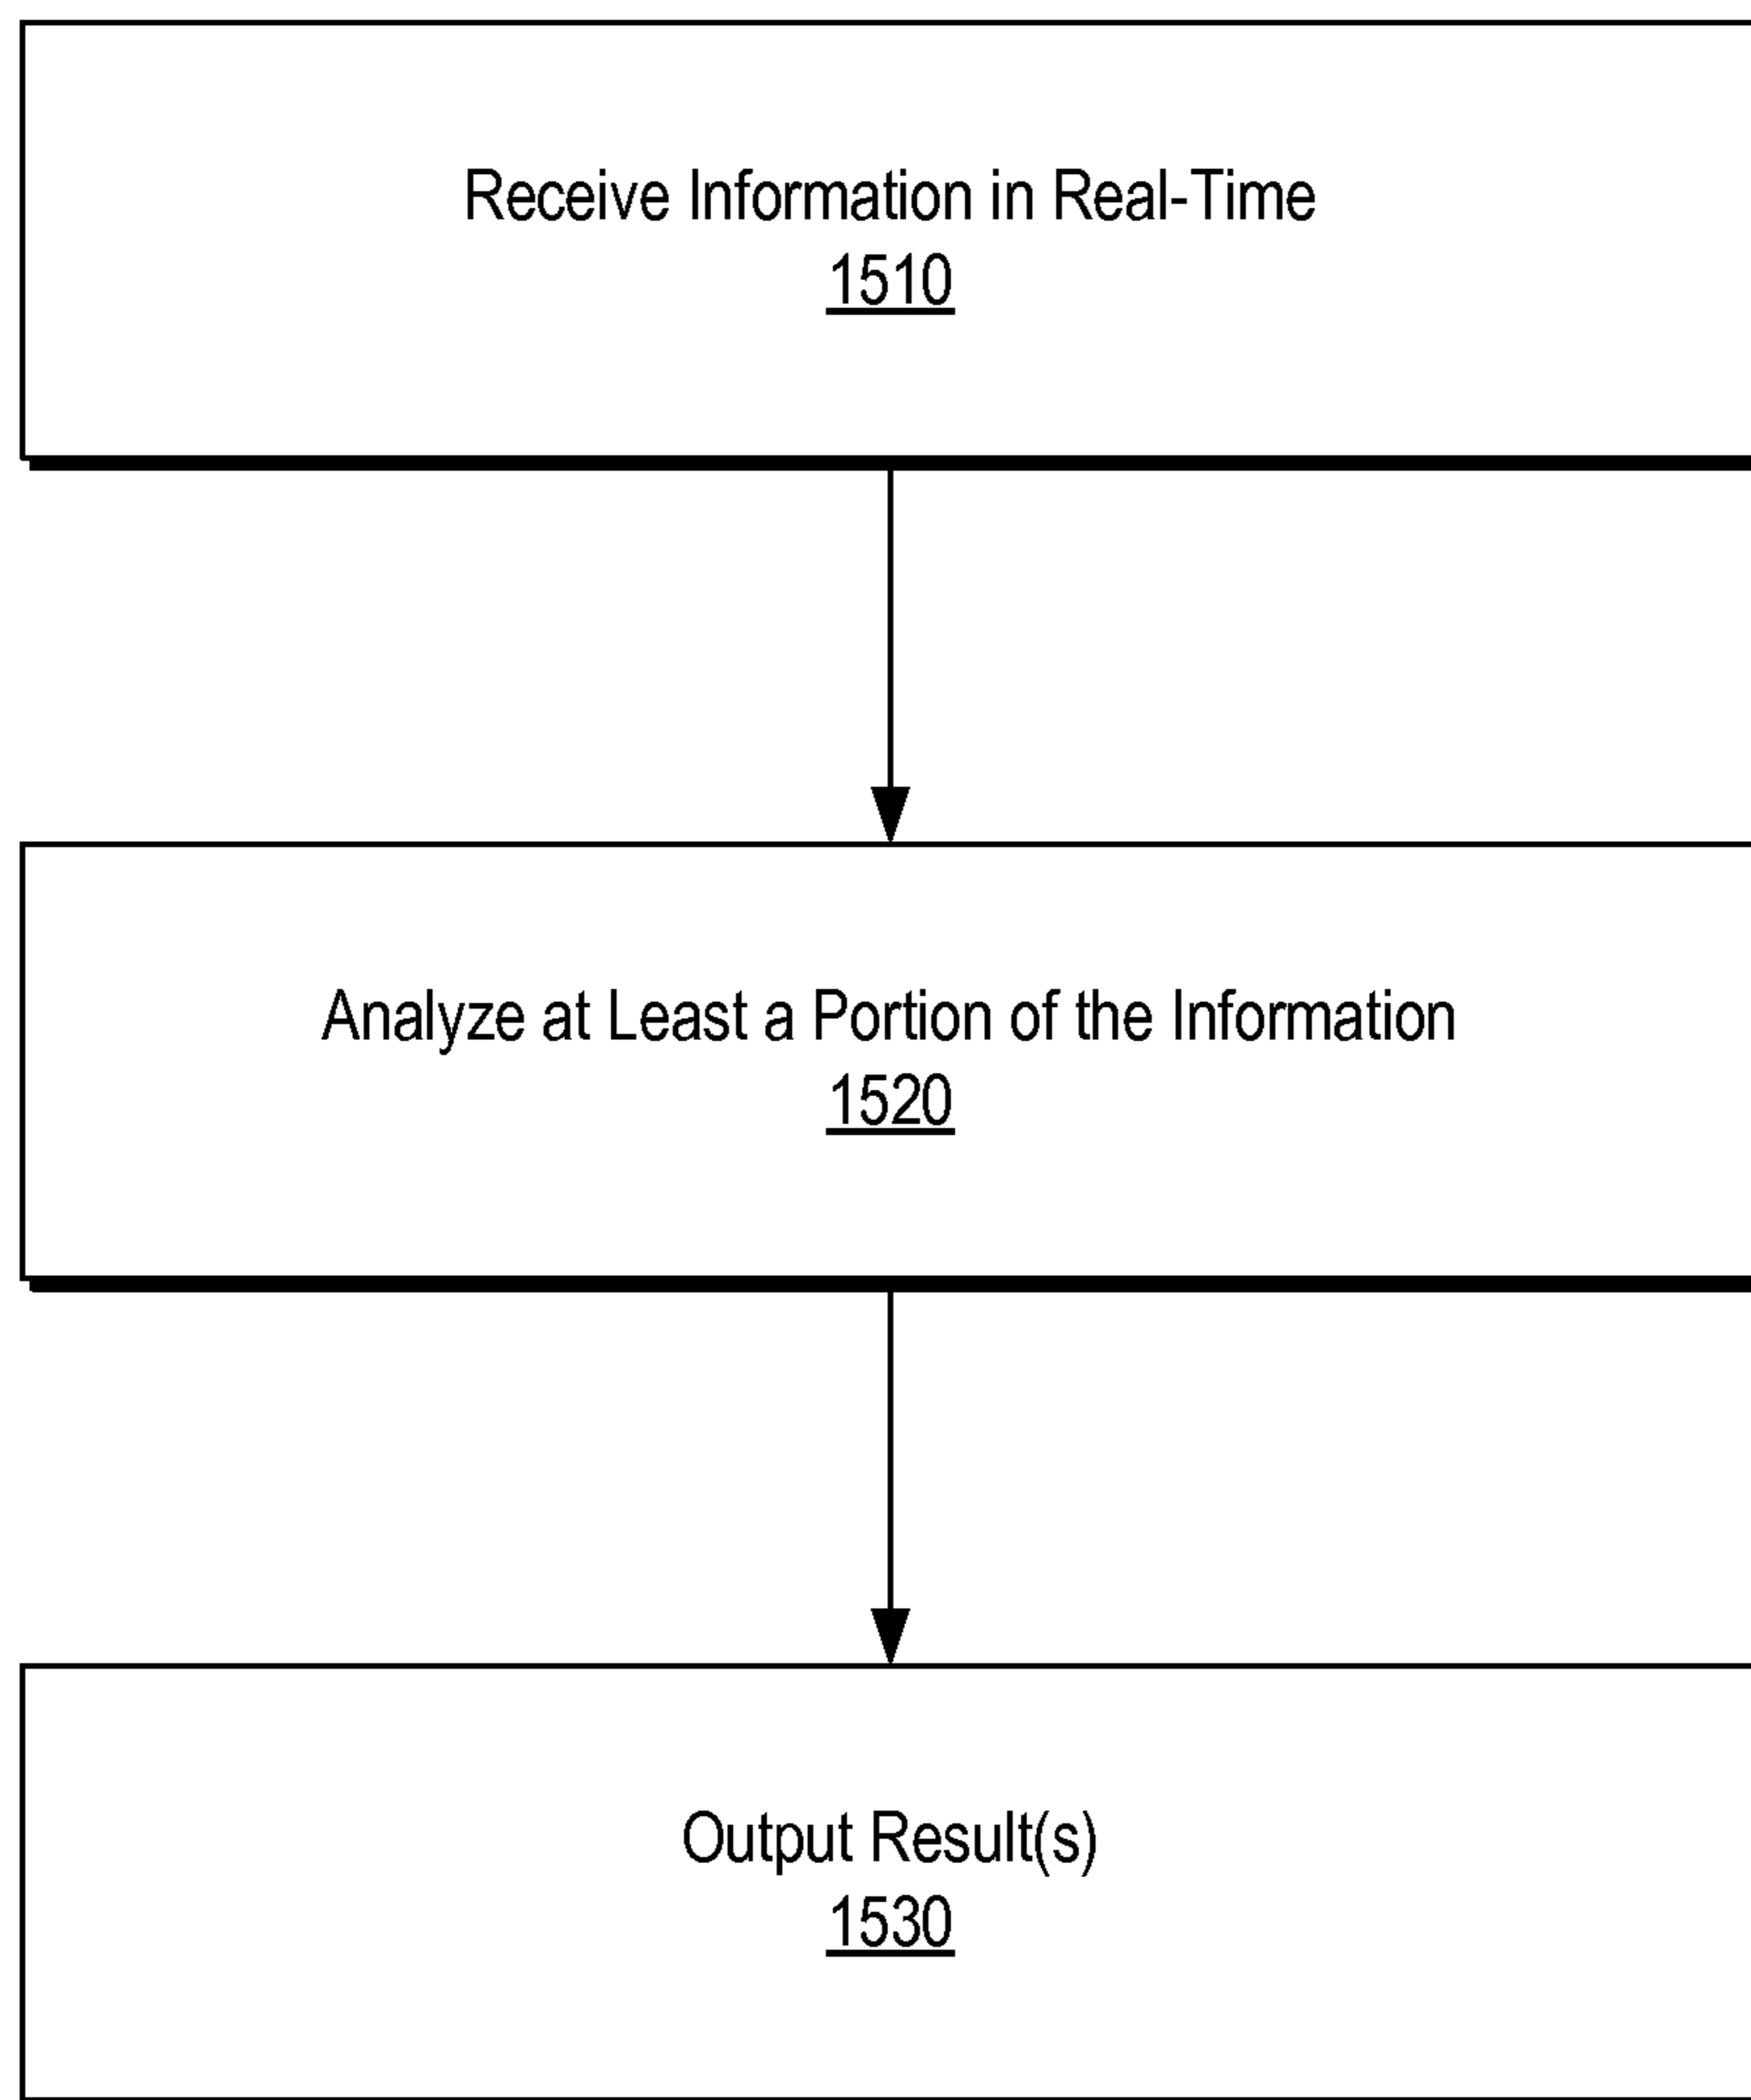 Receive Information in Real-Time
1510
Analyze at Least a Portion of the Information
1520
Output Result(s)
1530